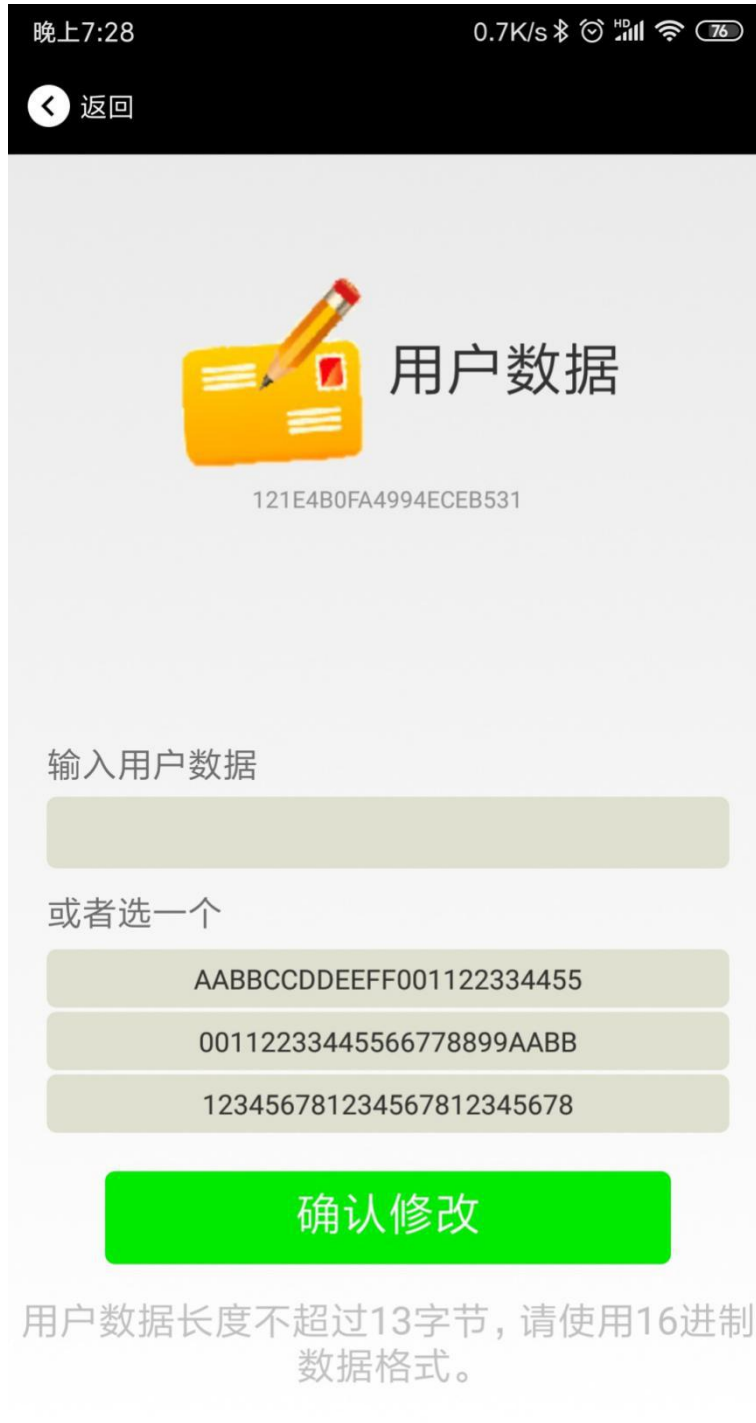 晚上7:28
0.7K/s HD 76
返回
用户数据
121E4B0FA4994ECEB531
输入用户数据
或者选一个
AABBCCDDEEFF001122334455
00112233445566778899AABB
123456781234567812345678
确认修改
用户数据长度不超过13字节，请使用16进制
数据格式。